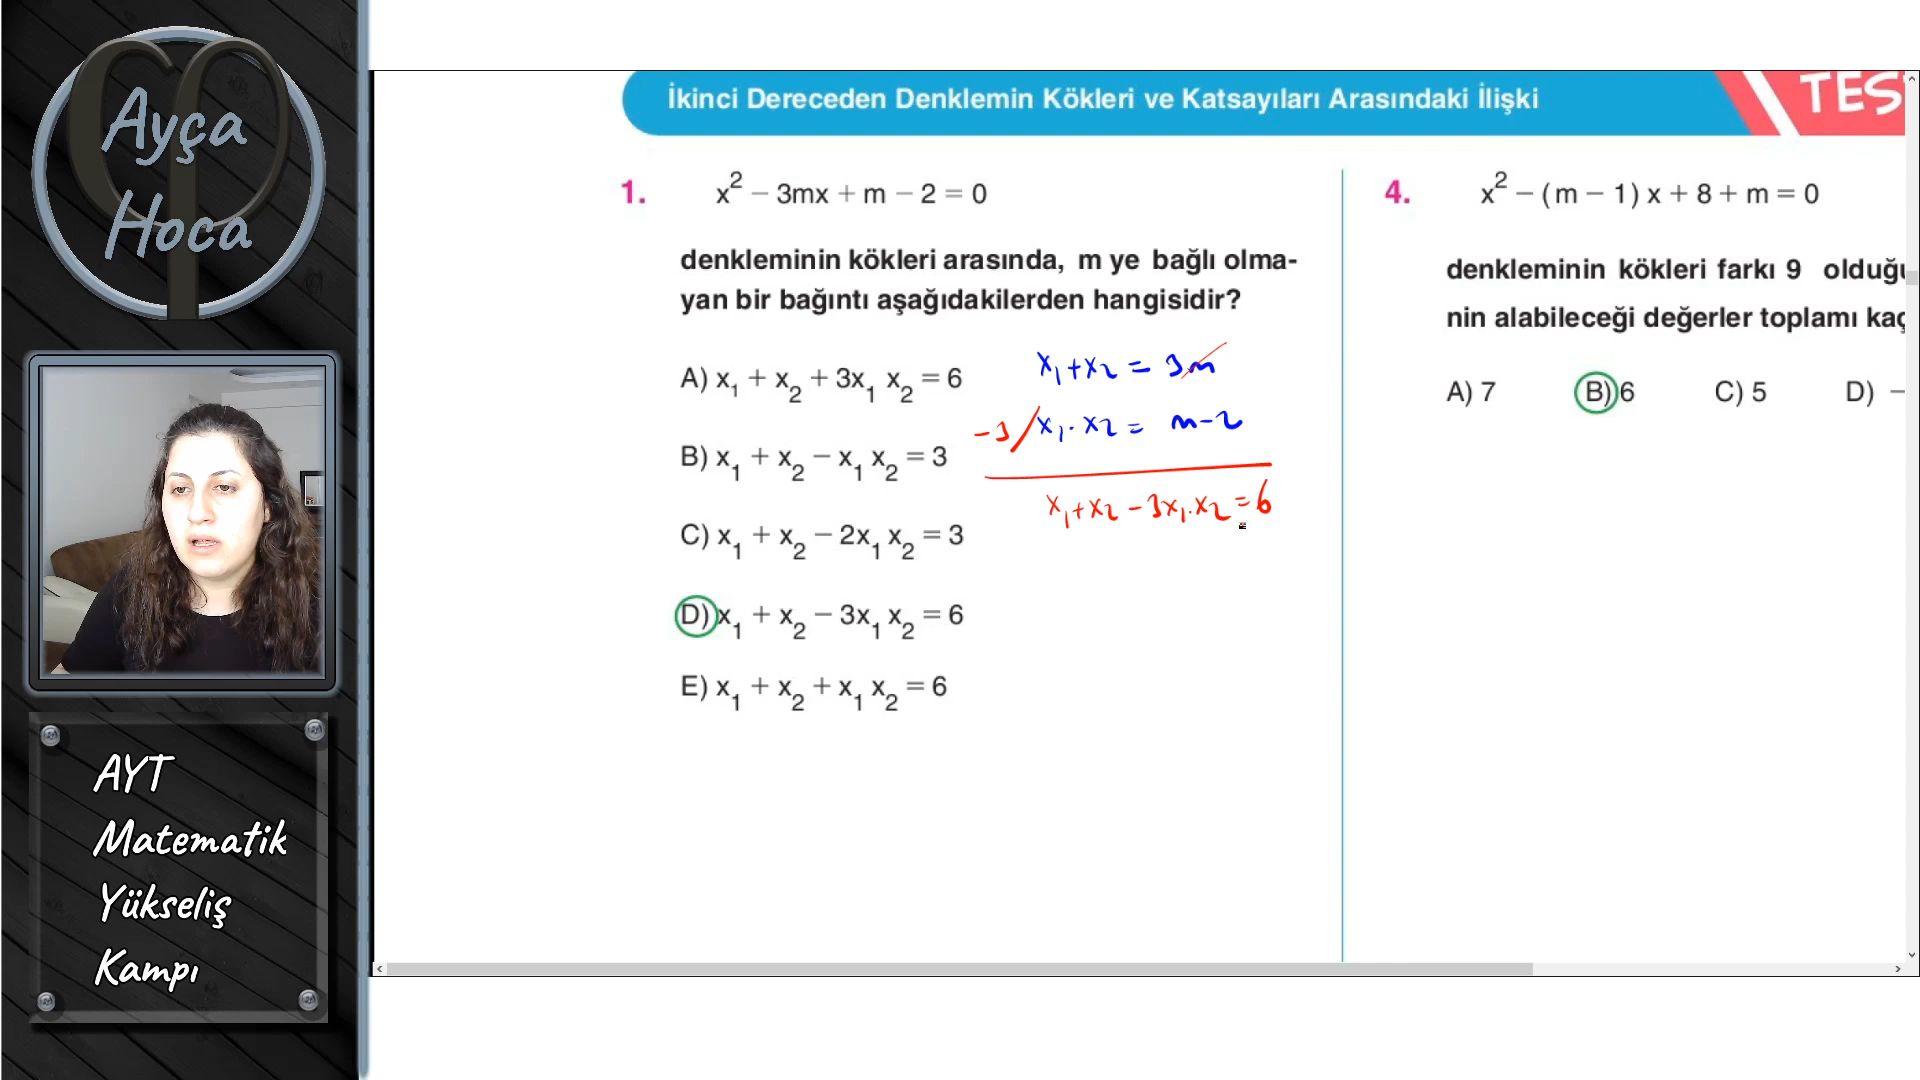 Ayça
Hoca
AYT
Matematik
Yükseliş
Kampı
İkinci Dereceden Denklemin Kökleri ve Katsayıları Arasındaki İlişki
TES
1. x² − 3mx + m − 2 = 0
denkleminin kökleri arasında, m ye bağlı olma-
yan bir bağıntı aşağıdakilerden hangisidir?
A) x₁ + x₂ + 3x₁ x₂ = 6
B) x₁ + x₂ − x₁ x₂ = 3
C) x₁ + x₂ − 2x₁ x₂ = 3
D) x₁ + x₂ − 3x₁ x₂ = 6
E) x₁ + x₂ + x₁ x₂ = 6
x₁+x₂ = 3m
−3/ x₁·x₂ = m−2
x₁+x₂ − 3x₁·x₂ = 6
4. x² − (m − 1) x + 8 + m = 0
denkleminin kökleri farkı 9
nin alabileceği değerler toplamı
A) 7 B) 6 C) 5 D) −